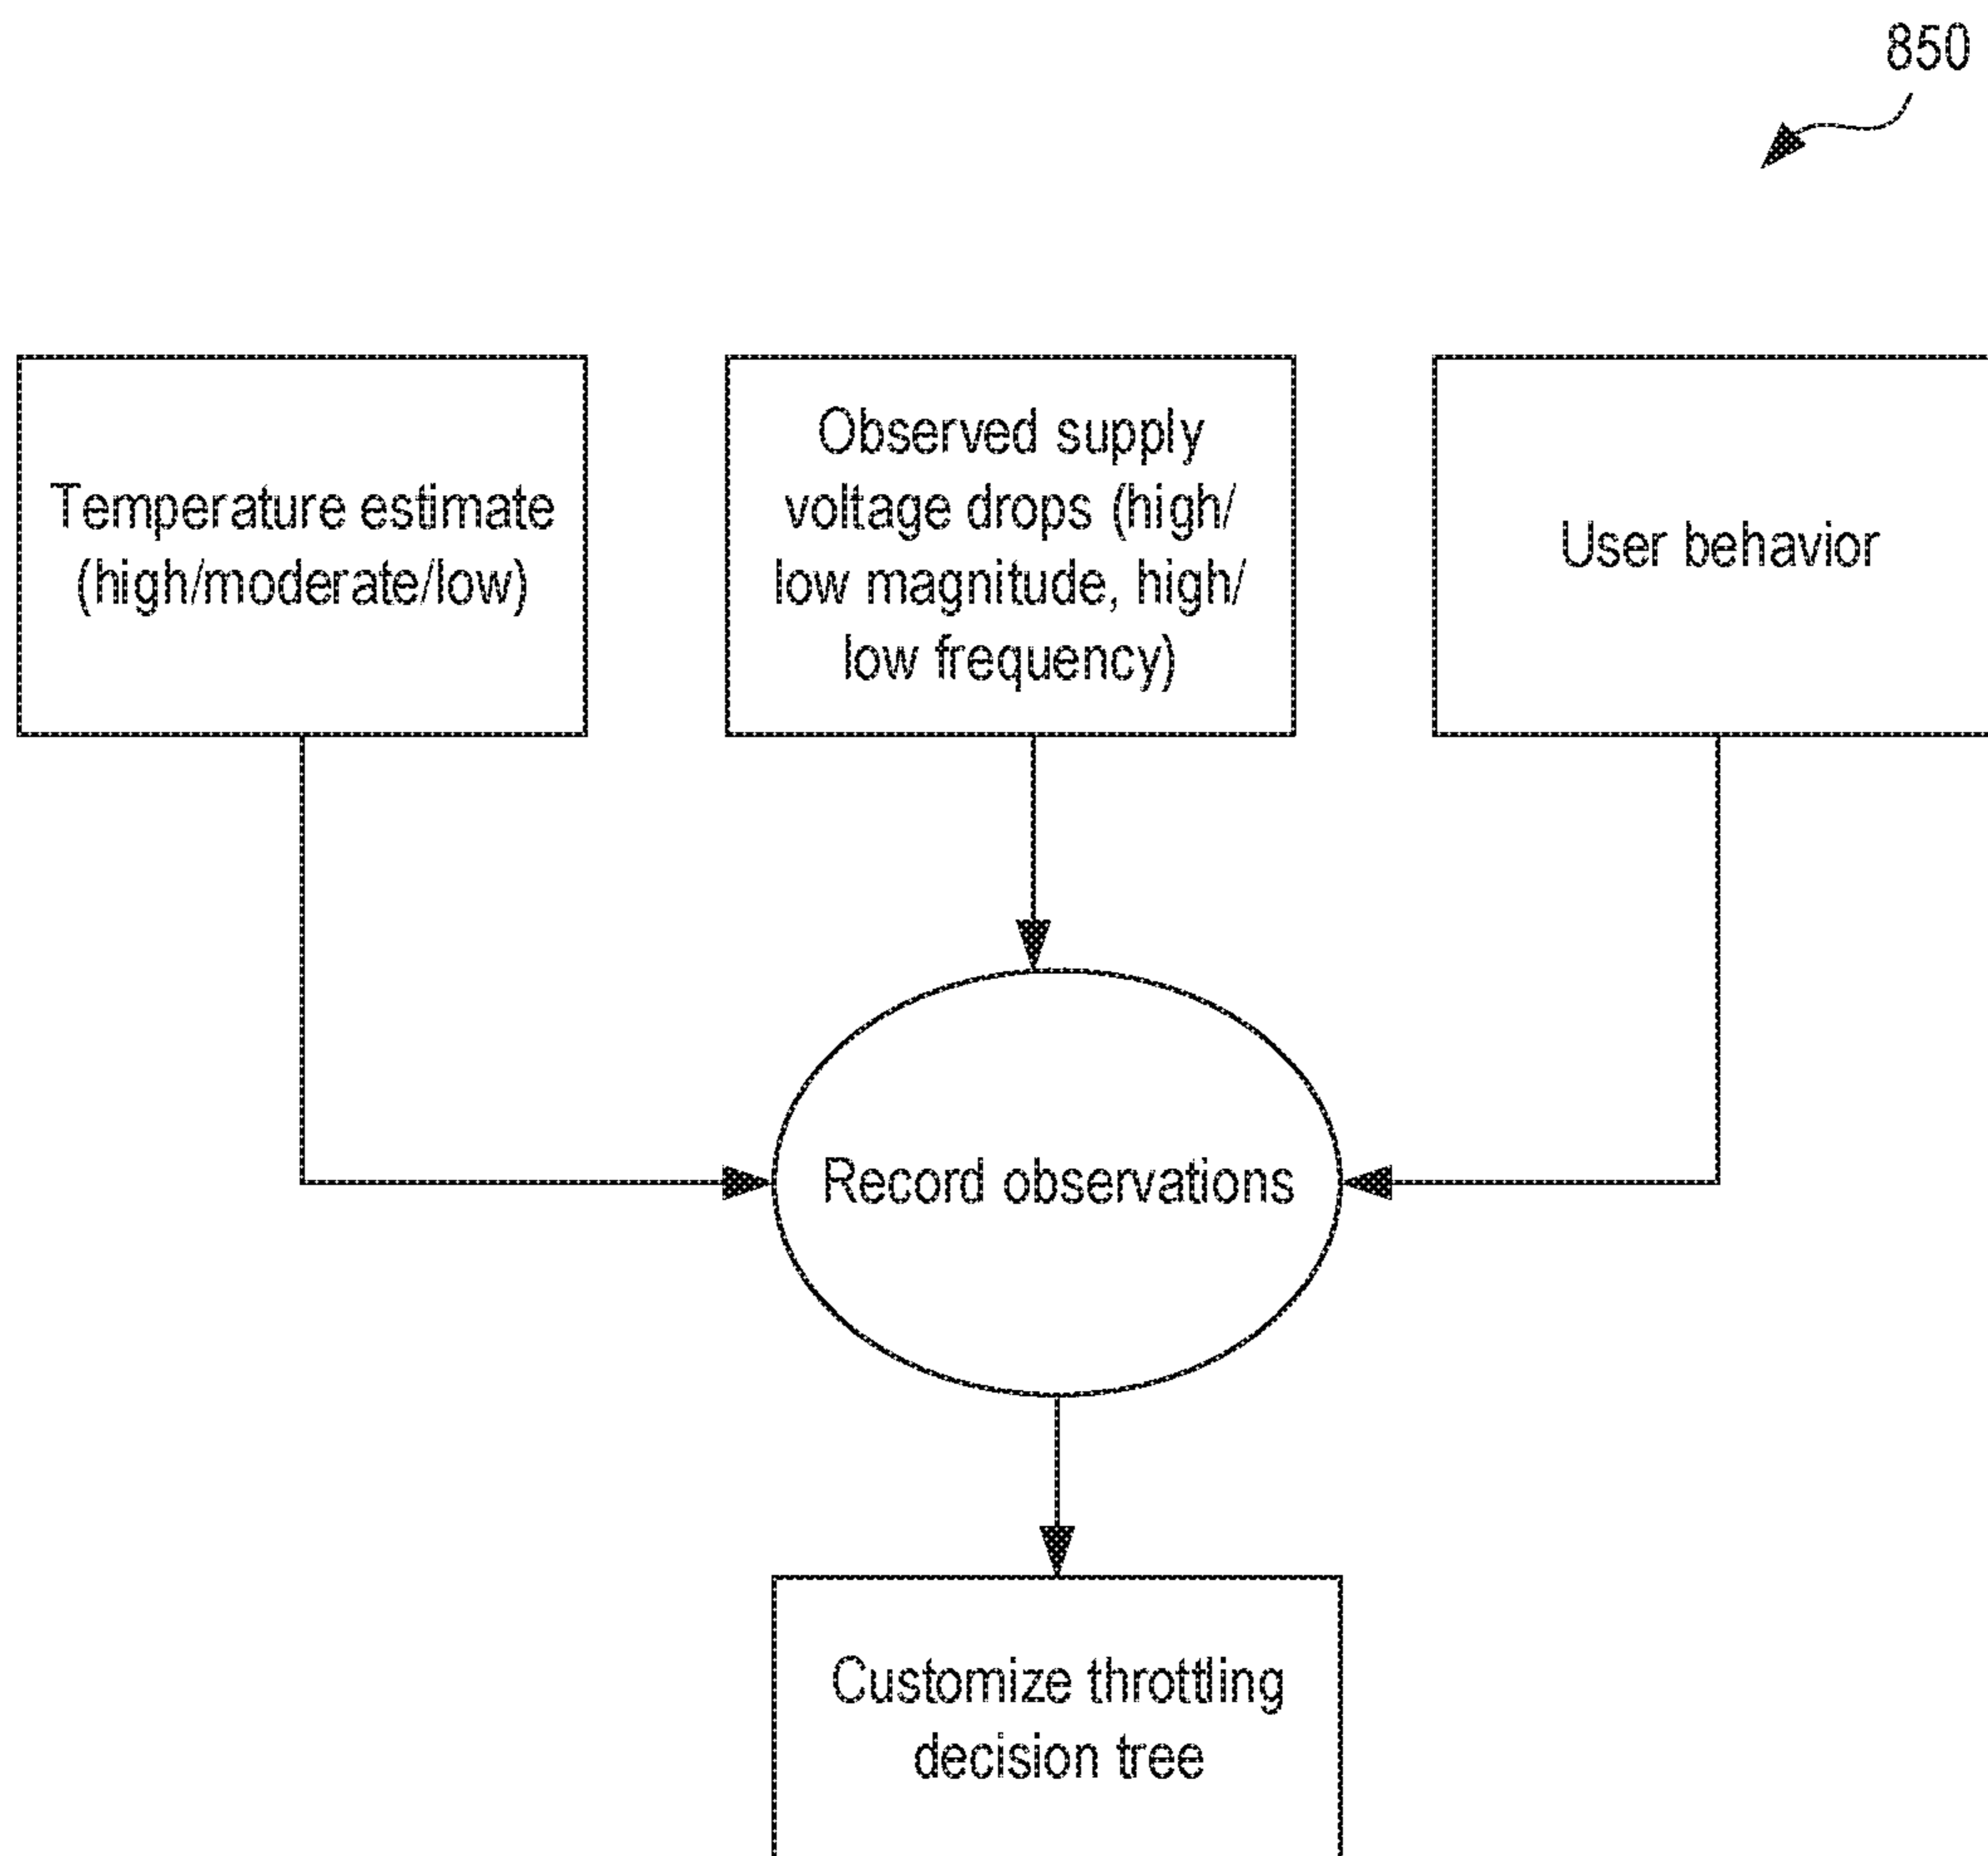 850
Temperature estimate
(high/moderate/low)
Observed supply
voltage drops (high/
low magnitude, high/
low frequency)
User behavior
Record observations
Customize throttling
decision tree